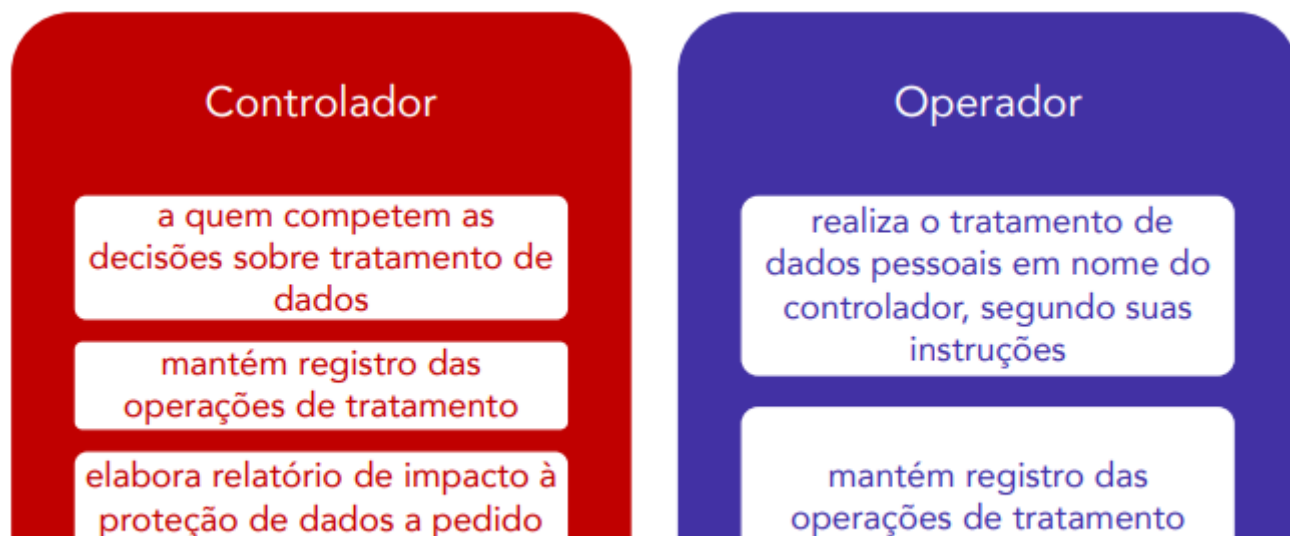 Controlador
a quem competem as
decisões sobre tratamento de
dados
mantém registro das
operações de tratamento
elabora relatório de impacto à
proteção de dados a pedido
Operador
realiza o tratamento de
dados pessoais em nome do
controlador, segundo suas
instruções
mantém registro das
operações de tratamento